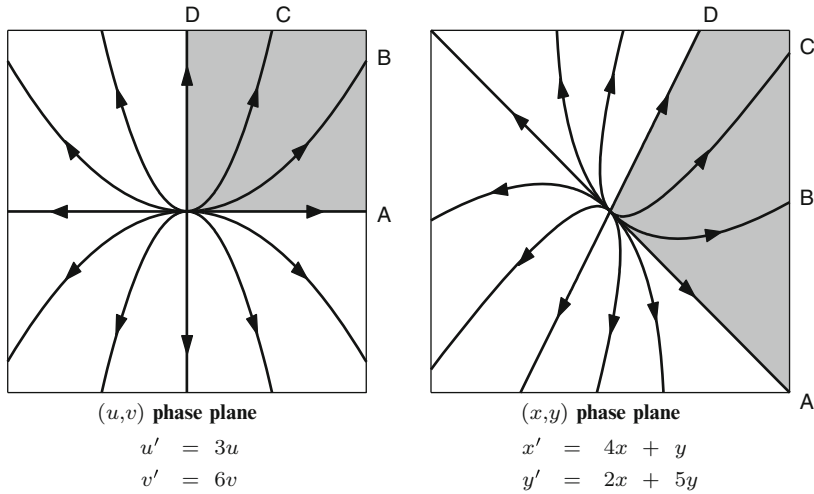 D C
B
A
(u,v) phase plane
u′ = 3u
v′ = 6v
D
C
B
A
(x,y) phase plane
x′ = 4x + y
y′ = 2x + 5y